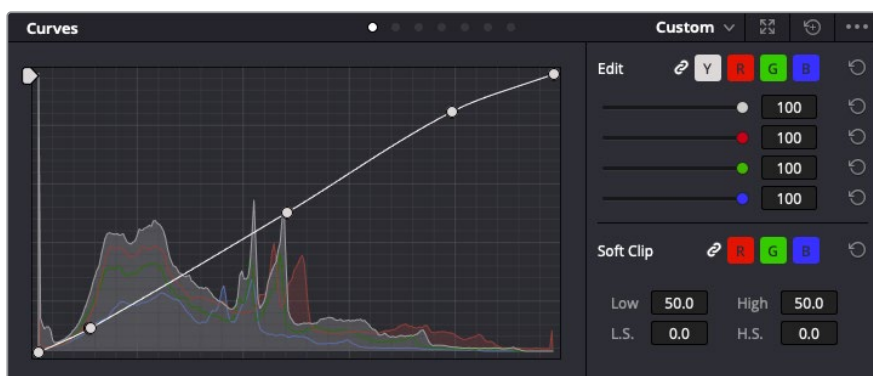 Curves
Custom
Edit Y R G B
100
100
100
100
Soft Clip R G B
Low 50.0 High 50.0
L.S. 0.0 H.S. 0.0